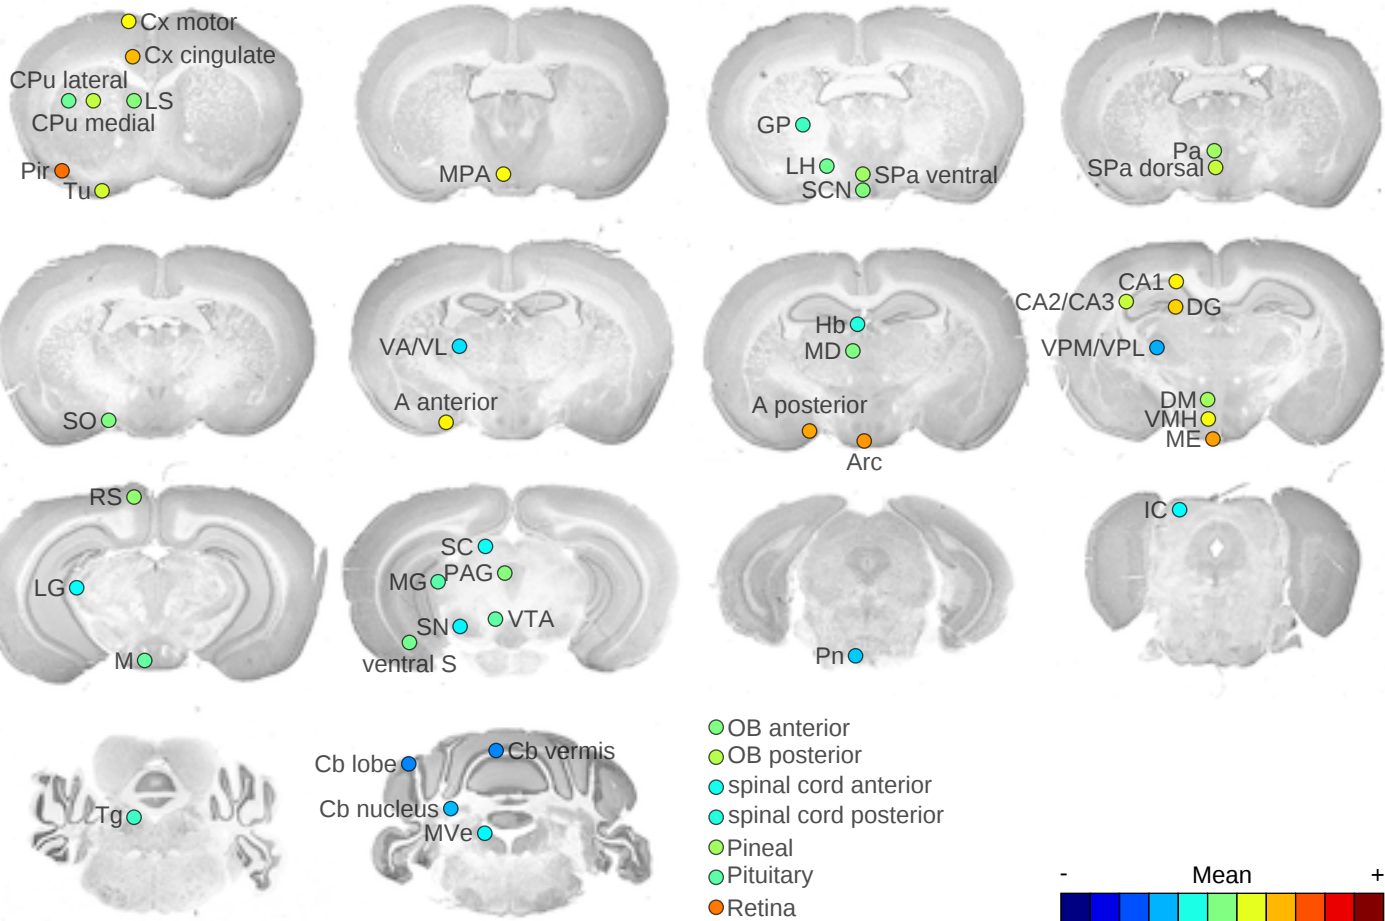 Cx motor
Cx cingulate
CPu lateral
LS
CPu medial
Pir
Tu
MPA
GP
LH
SPa ventral
SCN
Pa
SPa dorsal
SO
VA/VL
A anterior
Hb
MD
A posterior
Arc
CA1
CA2/CA3
DG
VPM/VPL
DM
VMH
ME
RS
LG
M
SC
MG
PAG
SN
VTA
ventral S
Pn
IC
Tg
Cb lobe
Cb vermis
Cb nucleus
MVe
OB anterior
OB posterior
spinal cord anterior
spinal cord posterior
Pineal
Pituitary
Retina
- Mean +